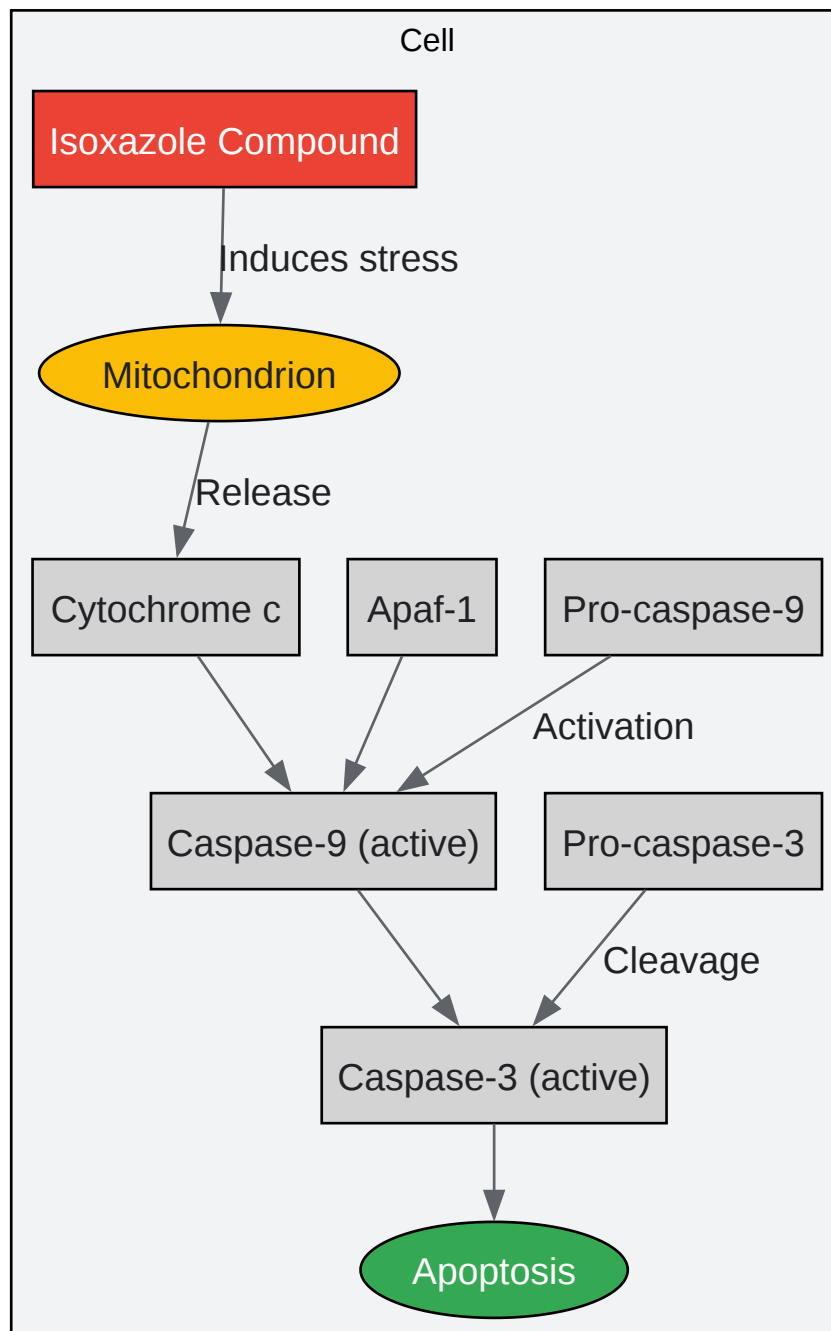 Cell
Isoxazole Compound
Induces stress
Mitochondrion
Release
Cytochrome c
Apaf-1
Pro-caspase-9
Activation
Caspase-9 (active)
Pro-caspase-3
Cleavage
Caspase-3 (active)
Apoptosis